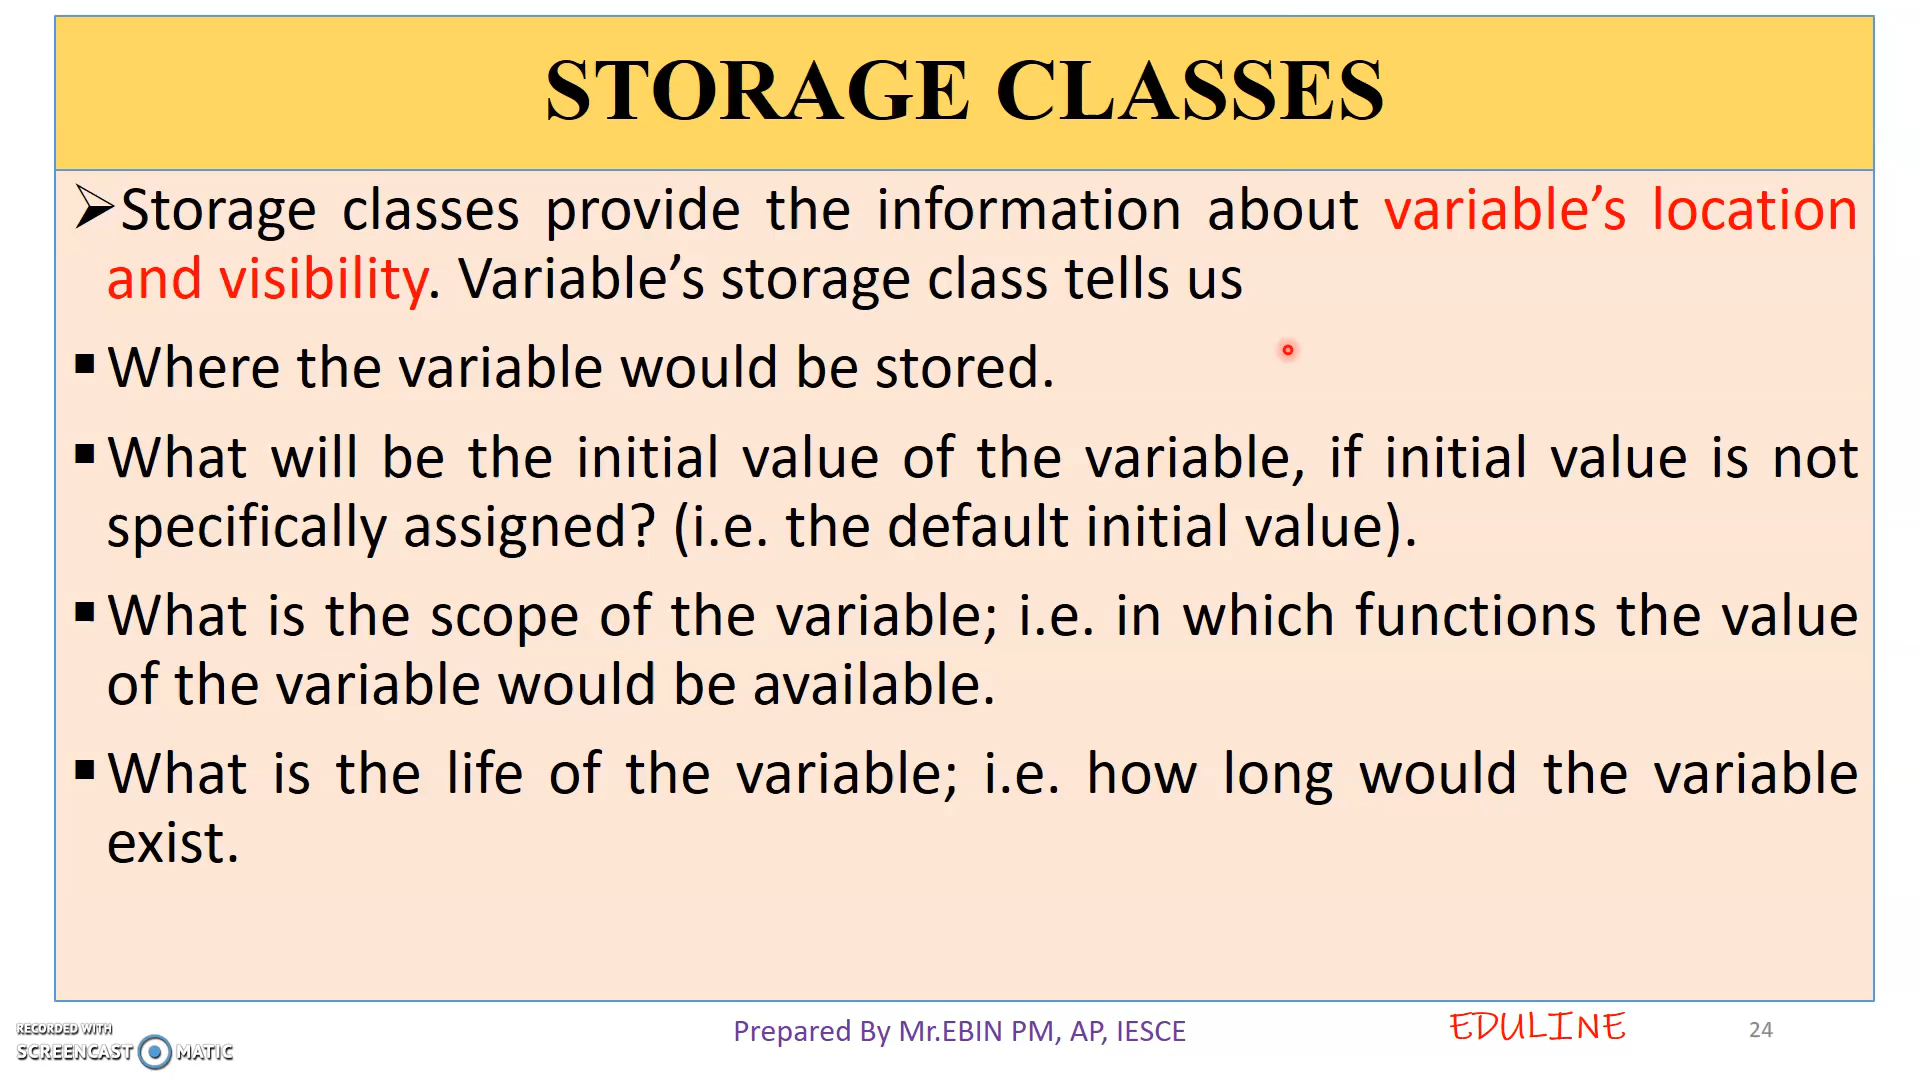 STORAGE CLASSES
➢Storage classes provide the information about variable’s location
and visibility. Variable’s storage class tells us
▪Where the variable would be stored.
▪What will be the initial value of the variable, if initial value is not
specifically assigned? (i.e. the default initial value).
▪What is the scope of the variable; i.e. in which functions the value
of the variable would be available.
▪What is the life of the variable; i.e. how long would the variable
exist.
RECORDED WITH
SCREENCAST MATIC
Prepared By Mr.EBIN PM, AP, IESCE
EDULINE
24